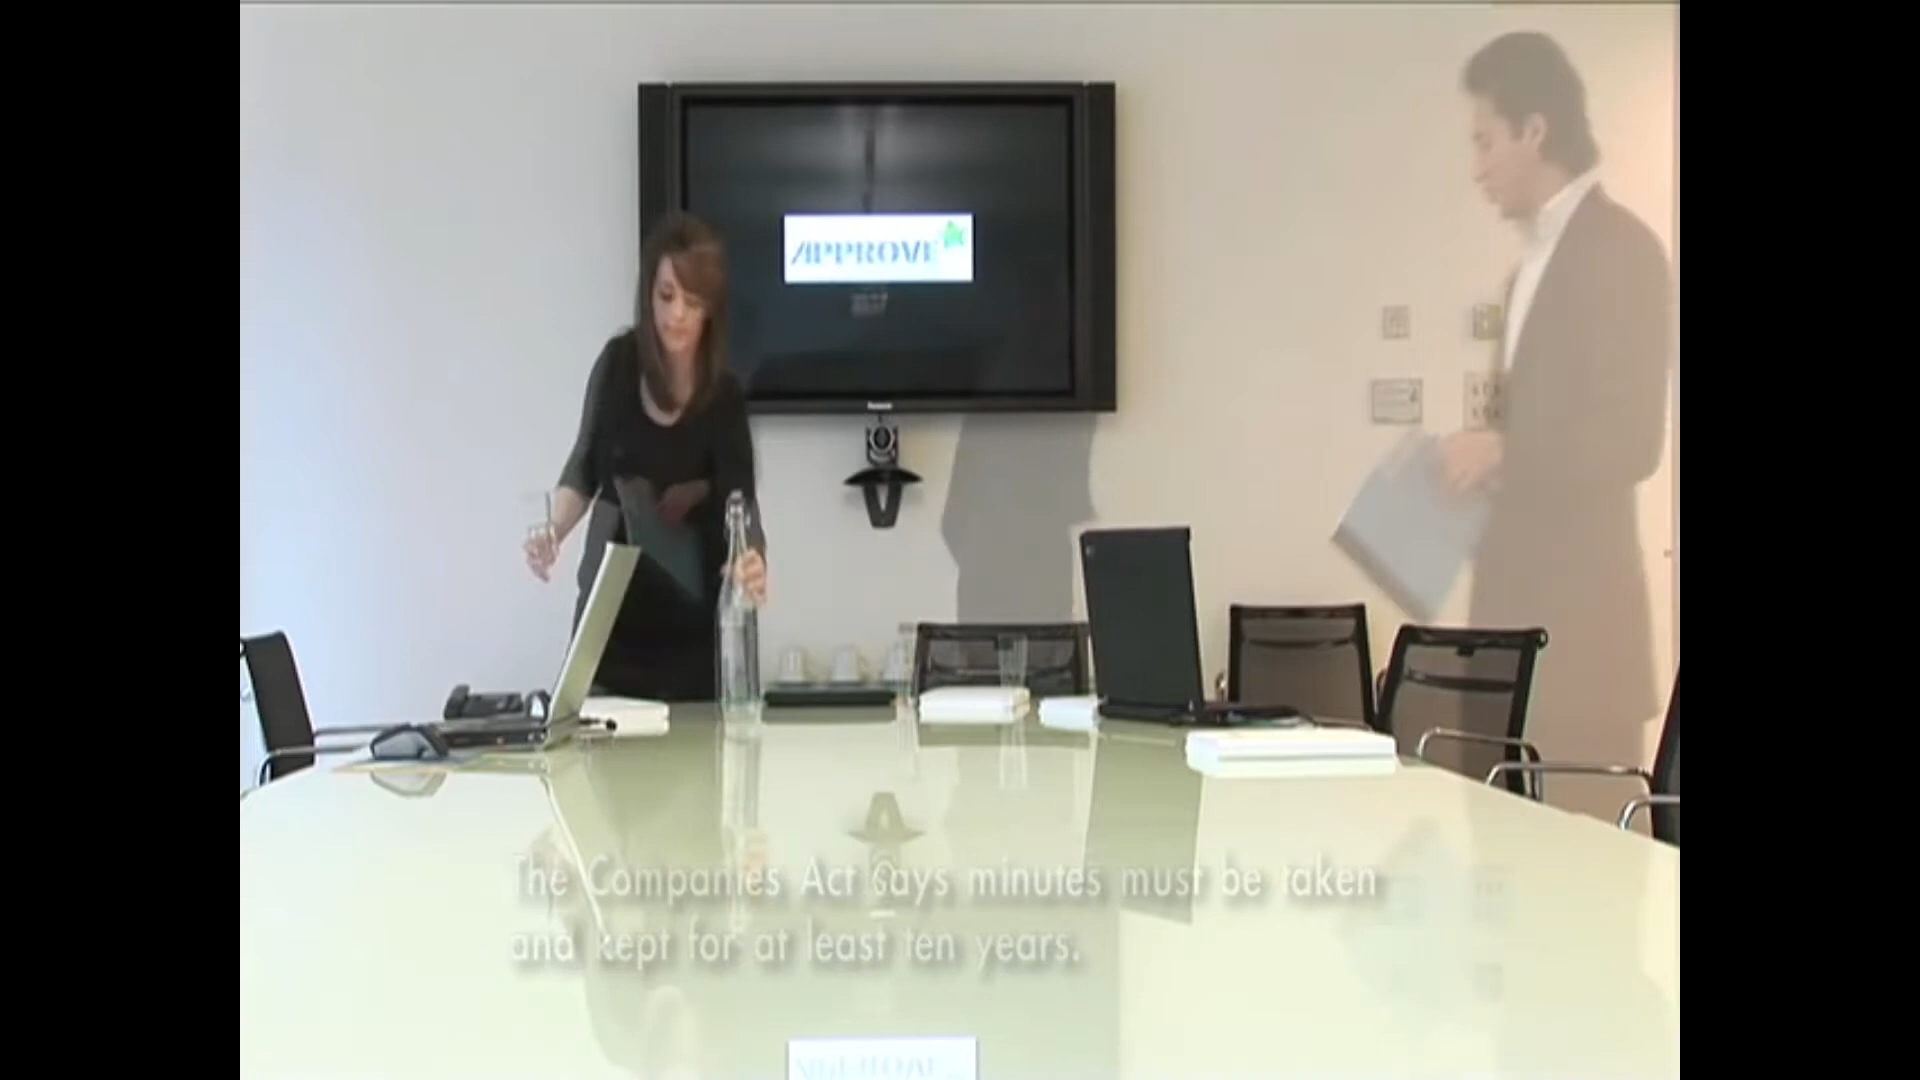 APPROVE
The Companies Act says minutes must be taken
and kept for at least ten years.